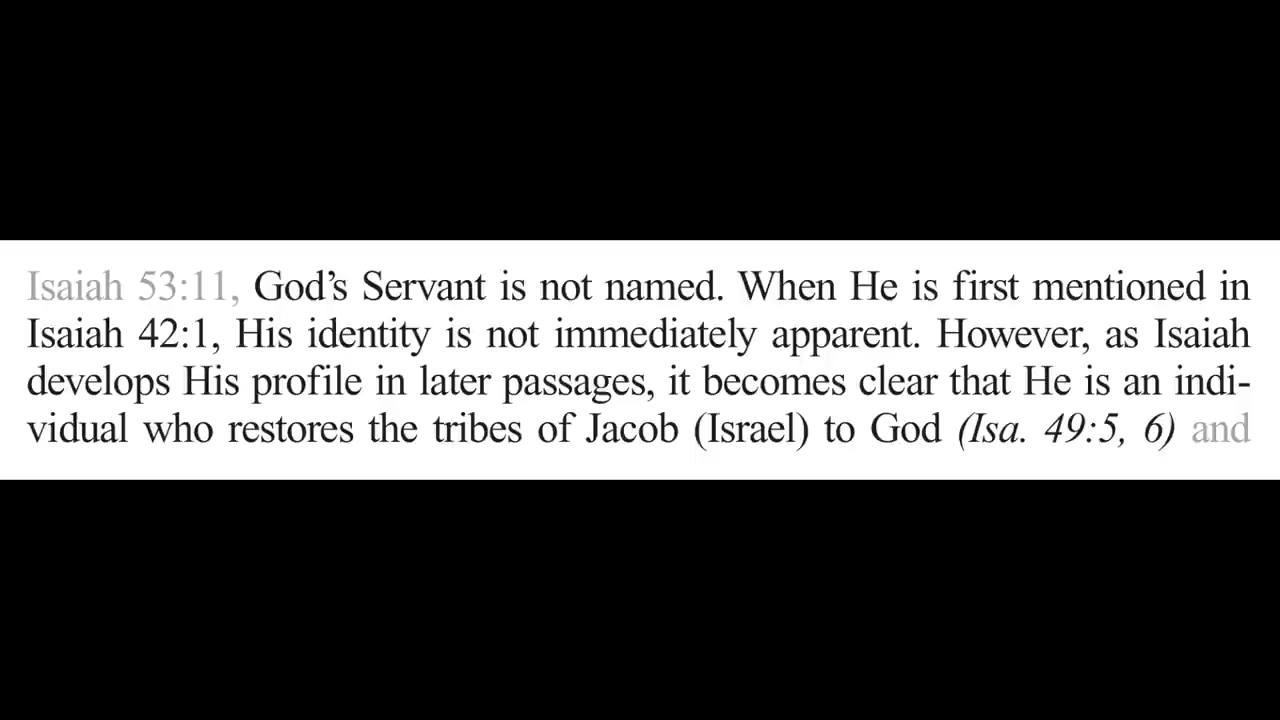 Isaiah 53:11, God’s Servant is not named. When He is first mentioned in
Isaiah 42:1, His identity is not immediately apparent. However, as Isaiah
develops His profile in later passages, it becomes clear that He is an indi-
vidual who restores the tribes of Jacob (Israel) to God (Isa. 49:5, 6) and